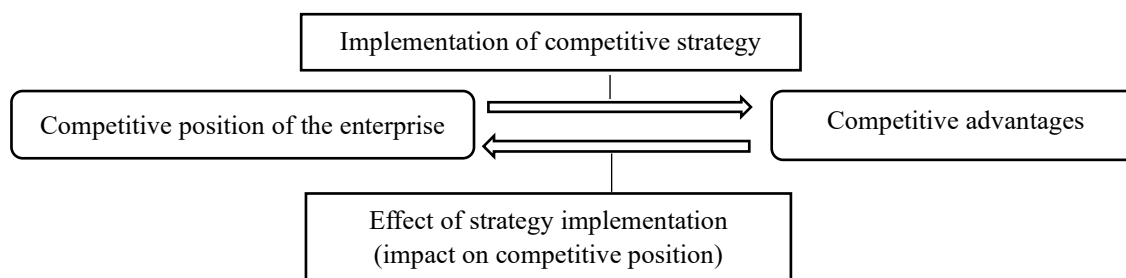 Implementation of competitive strategy
Competitive position of the enterprise
Competitive advantages
Effect of strategy implementation
(impact on competitive position)